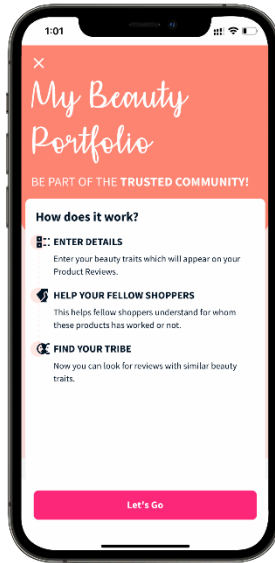 1:01
My Beauty
Portfolio
BE PART OF THE TRUSTED COMMUNITY!
How does it work?
ENTER DETAILS
Enter your beauty traits which will appear on your
Product Reviews.
HELP YOUR FELLOW SHOPPERS
This helps fellow shoppers understand for whom
these products has worked or not.
FIND YOUR TRIBE
Now you can look for reviews with similar beauty
traits.
Let's Go